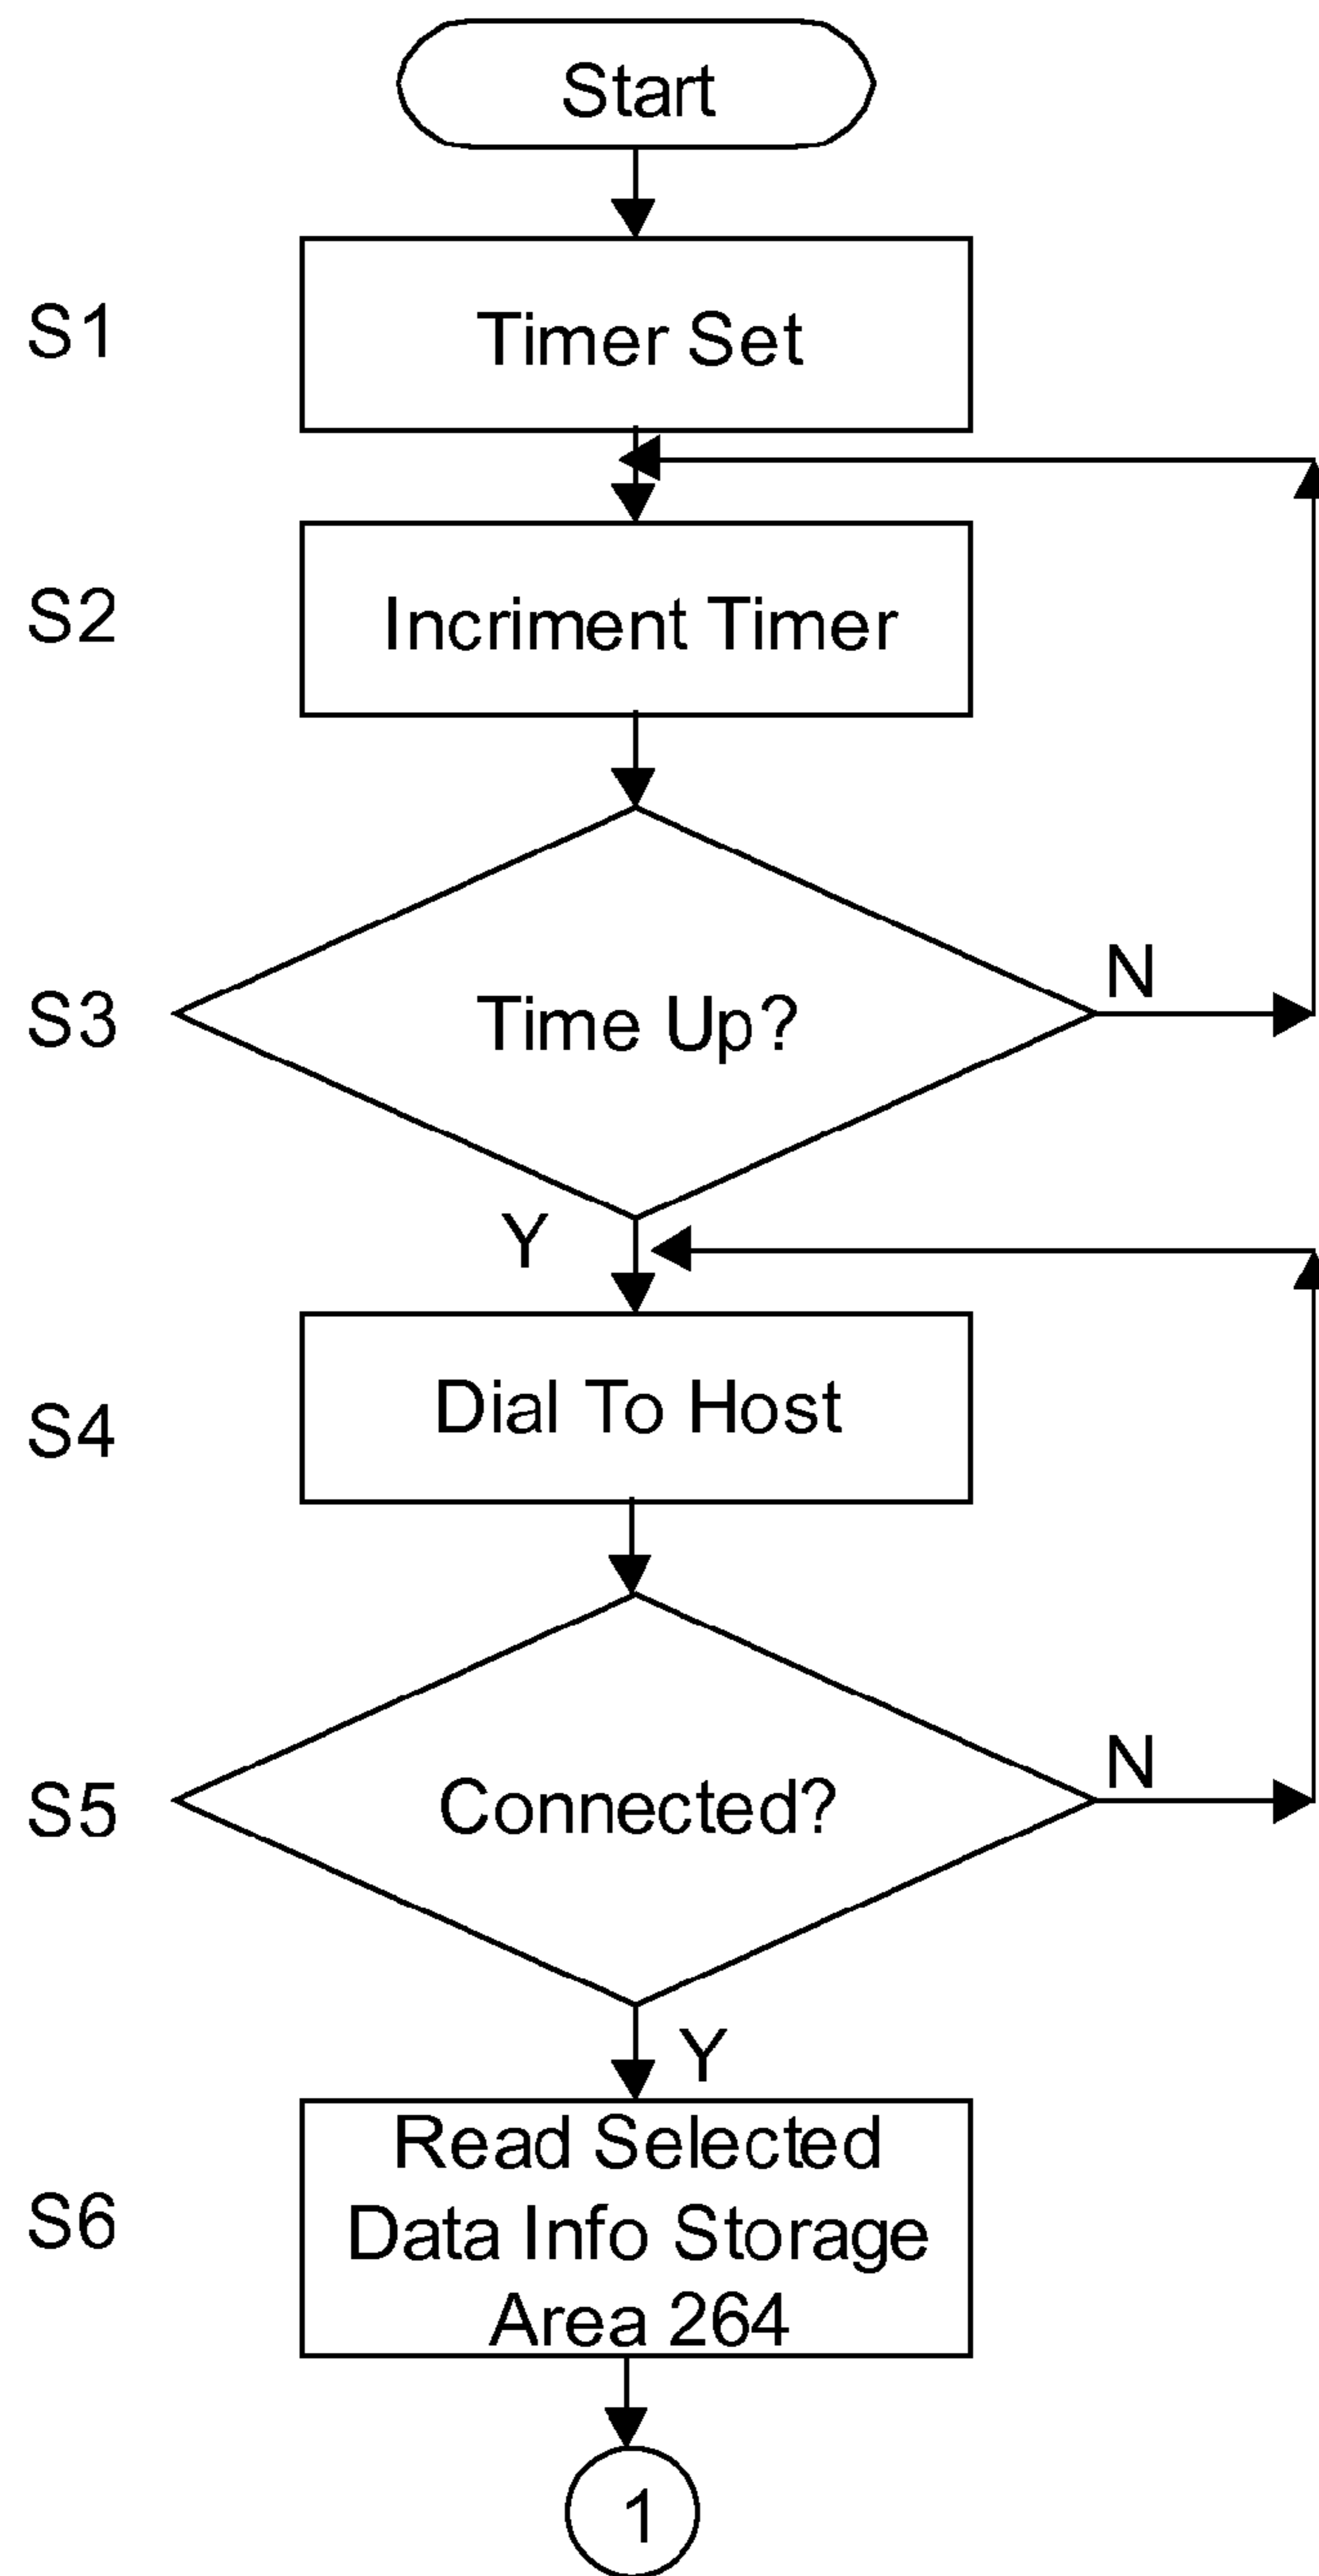 Start
S1
Timer Set
S2
Incriment Timer
S3
Time Up?
N
Y
S4
Dial To Host
S5
Connected?
N
Y
S6
Read Selected
Data Info Storage
Area 264
1